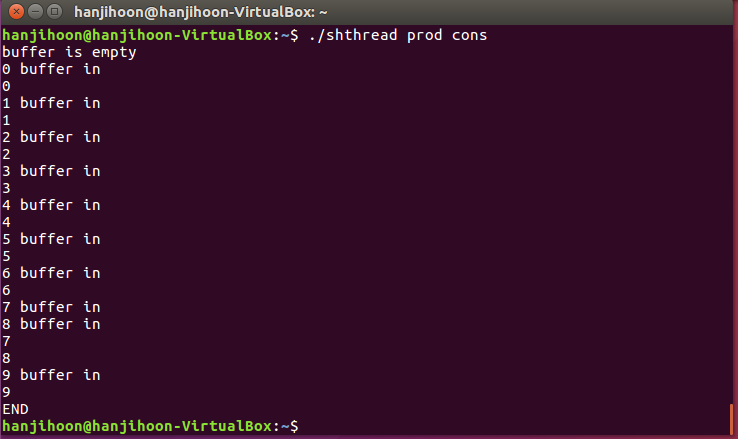 hanjihoon@hanjihoon-VirtualBox: ~
hanjihoon@hanjihoon-VirtualBox:~$ ./shthread prod cons
buffer is empty
0 buffer in
0
1 buffer in
1
2 buffer in
2
3 buffer in
3
4 buffer in
4
5 buffer in
5
6 buffer in
6
7 buffer in
8 buffer in
7
8
9 buffer in
9
END
hanjihoon@hanjihoon-VirtualBox:~$